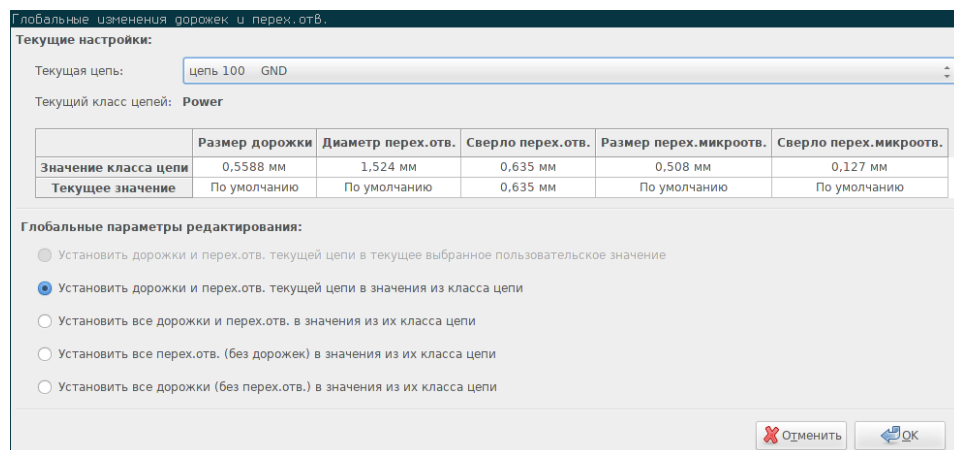 Глобальные изменения дорожек и перех.отв.
Текущие настройки:
Текущая цепь: цепь 100 GND
Текущий класс цепей: Power
Размер дорожки Диаметр перех.отв. Сверло перех.отв. Размер перех.микроотв. Сверло перех.микроотв.
Значение класса цепи 0,5588 мм 1,524 мм 0,635 мм 0,508 мм 0,127 мм
Текущее значение По умолчанию По умолчанию 0,635 мм По умолчанию По умолчанию
Глобальные параметры редактирования:
Установить дорожки и перех.отв. текущей цепи в текущее выбранное пользовательское значение
Установить дорожки и перех.отв. текущей цепи в значения из класса цепи
Установить все дорожки и перех.отв. в значения из их класса цепи
Установить все перех.отв. (без дорожек) в значения из их класса цепи
Установить все дорожки (без перех.отв.) в значения из их класса цепи
Отменить OK